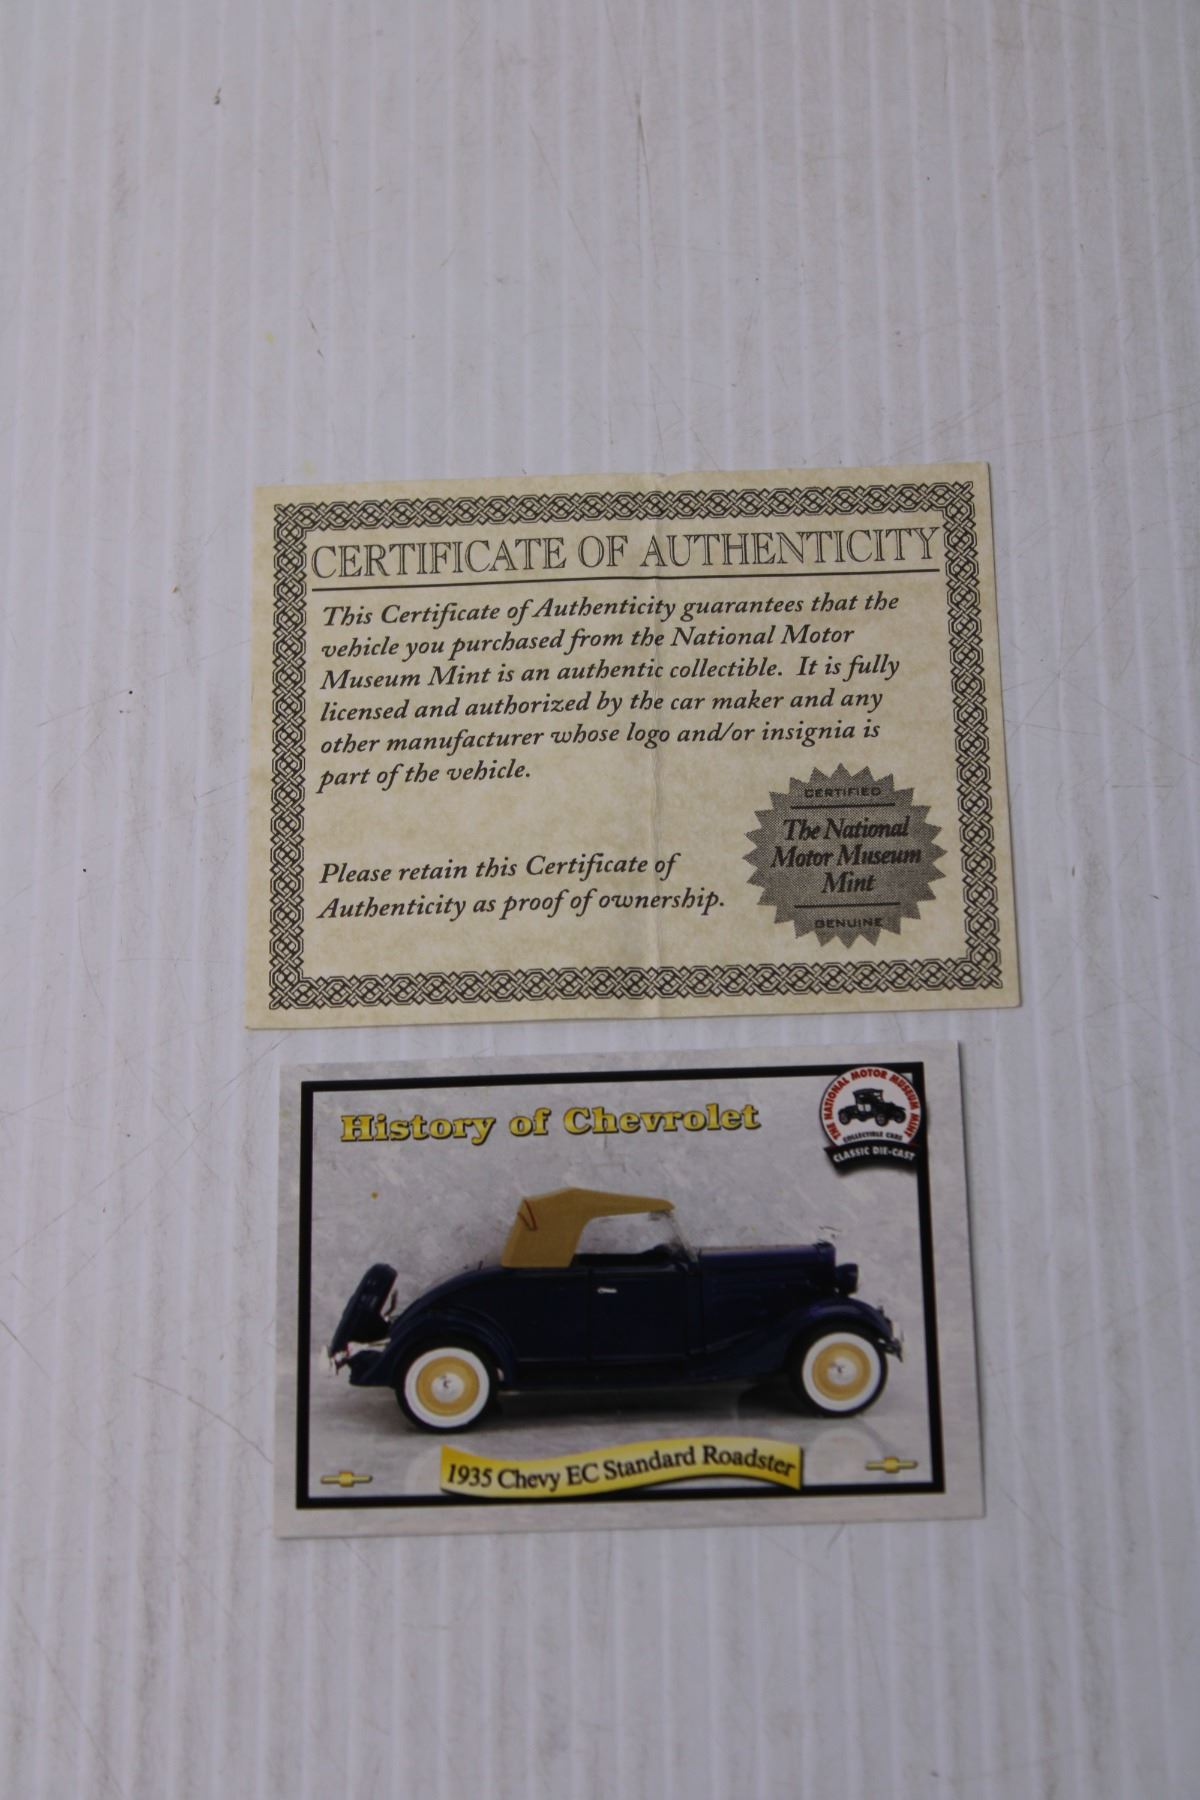 CERTIFICATE OF AUTHENTICITY
This Certificate of Authenticity guarantees that the
vehicle you purchased from the National Motor
Museum Mint is an authentic collectible. It is fully
licensed and authorized by the car maker and any
other manufacturer whose logo and/or insignia is
part of the vehicle.
Please retain this Certificate of
Authenticity as proof of ownership.
CERTIFIED
The National
Motor Museum
Mint
GENUINE
History of Chevrolet
THE NATIONAL MOTOR MUSEUM MINT
COLLECTIBLE CARS
CLASSIC DIE-CAST
1935 Chevy EC Standard Roadster